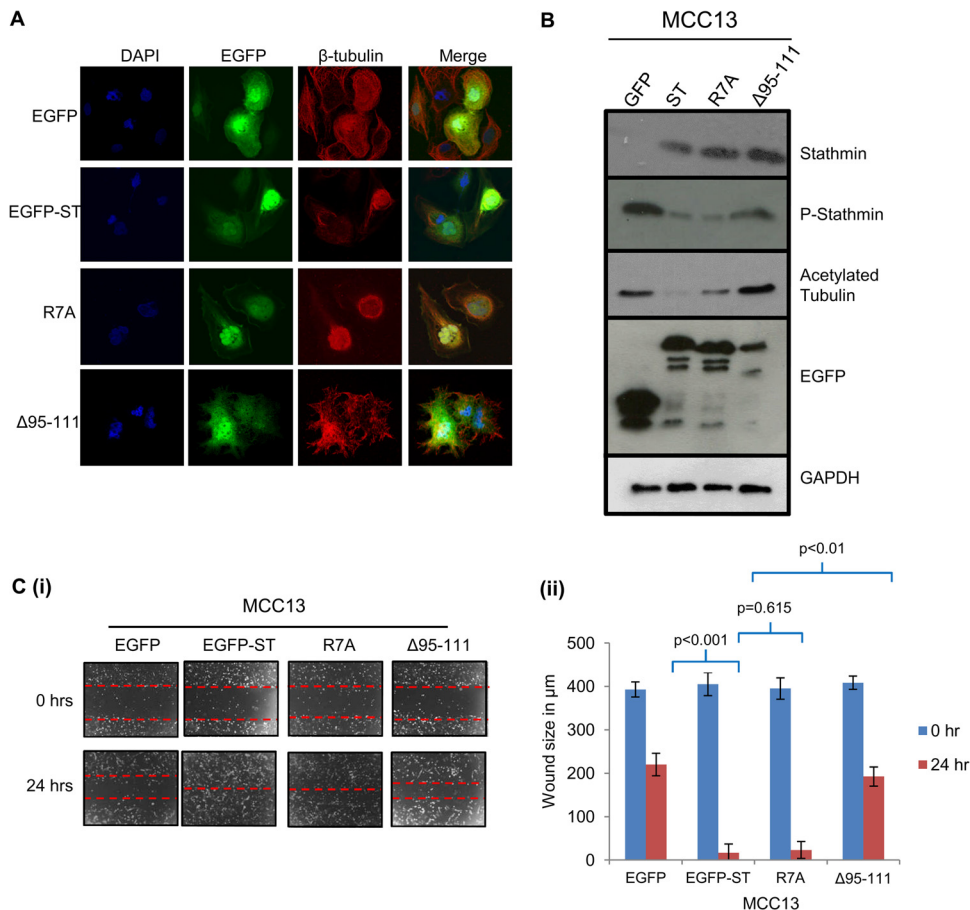 A
DAPI EGFP β-tubulin Merge
EGFP
EGFP-ST
R7A
Δ95-111
B
MCC13
GFP ST R7A Δ95-111
Stathmin
P-Stathmin
Acetylated
Tubulin
EGFP
GAPDH
C (i)
MCC13
EGFP EGFP-ST R7A Δ95-111
0 hrs
24 hrs
(ii)
p<0.01
p=0.615
p<0.001
Wound size in µm
500
400
300
200
100
0
EGFP EGFP-ST R7A Δ95-111
MCC13
0 hr
24 hr